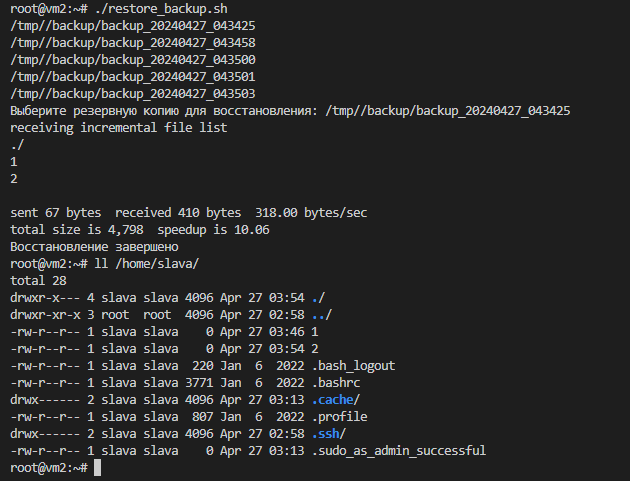 root@vm2:~# ./restore_backup.sh
/tmp//backup/backup_20240427_043425
/tmp//backup/backup_20240427_043458
/tmp//backup/backup_20240427_043500
/tmp//backup/backup_20240427_043501
/tmp//backup/backup_20240427_043503
Выберите резервную копию для восстановления: /tmp//backup/backup_20240427_043425
receiving incremental file list
./
1
2
sent 67 bytes  received 410 bytes  318.00 bytes/sec
total size is 4,798  speedup is 10.06
Восстановление завершено
root@vm2:~# ll /home/slava/
total 28
drwxr-x--- 4 slava slava 4096 Apr 27 03:54 ./
drwxr-xr-x 3 root  root  4096 Apr 27 02:58 ../
-rw-r--r-- 1 slava slava    0 Apr 27 03:46 1
-rw-r--r-- 1 slava slava    0 Apr 27 03:54 2
-rw-r--r-- 1 slava slava  220 Jan  6  2022 .bash_logout
-rw-r--r-- 1 slava slava 3771 Jan  6  2022 .bashrc
drwx------ 2 slava slava 4096 Apr 27 03:13 .cache/
-rw-r--r-- 1 slava slava  807 Jan  6  2022 .profile
drwx------ 2 slava slava 4096 Apr 27 02:58 .ssh/
-rw-r--r-- 1 slava slava    0 Apr 27 03:13 .sudo_as_admin_successful
root@vm2:~#